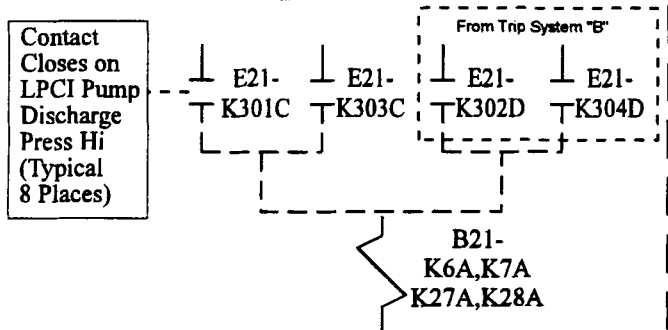 From Trip System "B"
Contact
Closes on
LPCI Pump
Discharge
Press Hi
(Typical
8 Places)
E21-
K301C
E21-
K303C
E21-
K302D
E21-
K304D
B21-
K6A,K7A
K27A,K28A